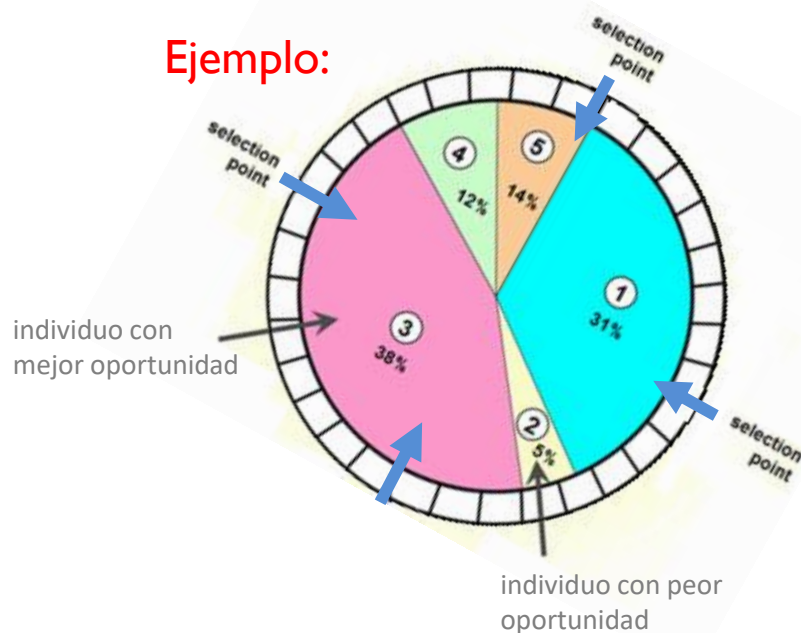 Ejemplo:
selection
point
selection
point
4
12%
5
14%
1
31%
3
38%
2
5%
individuo con
mejor oportunidad
selection
point
individuo con peor
oportunidad